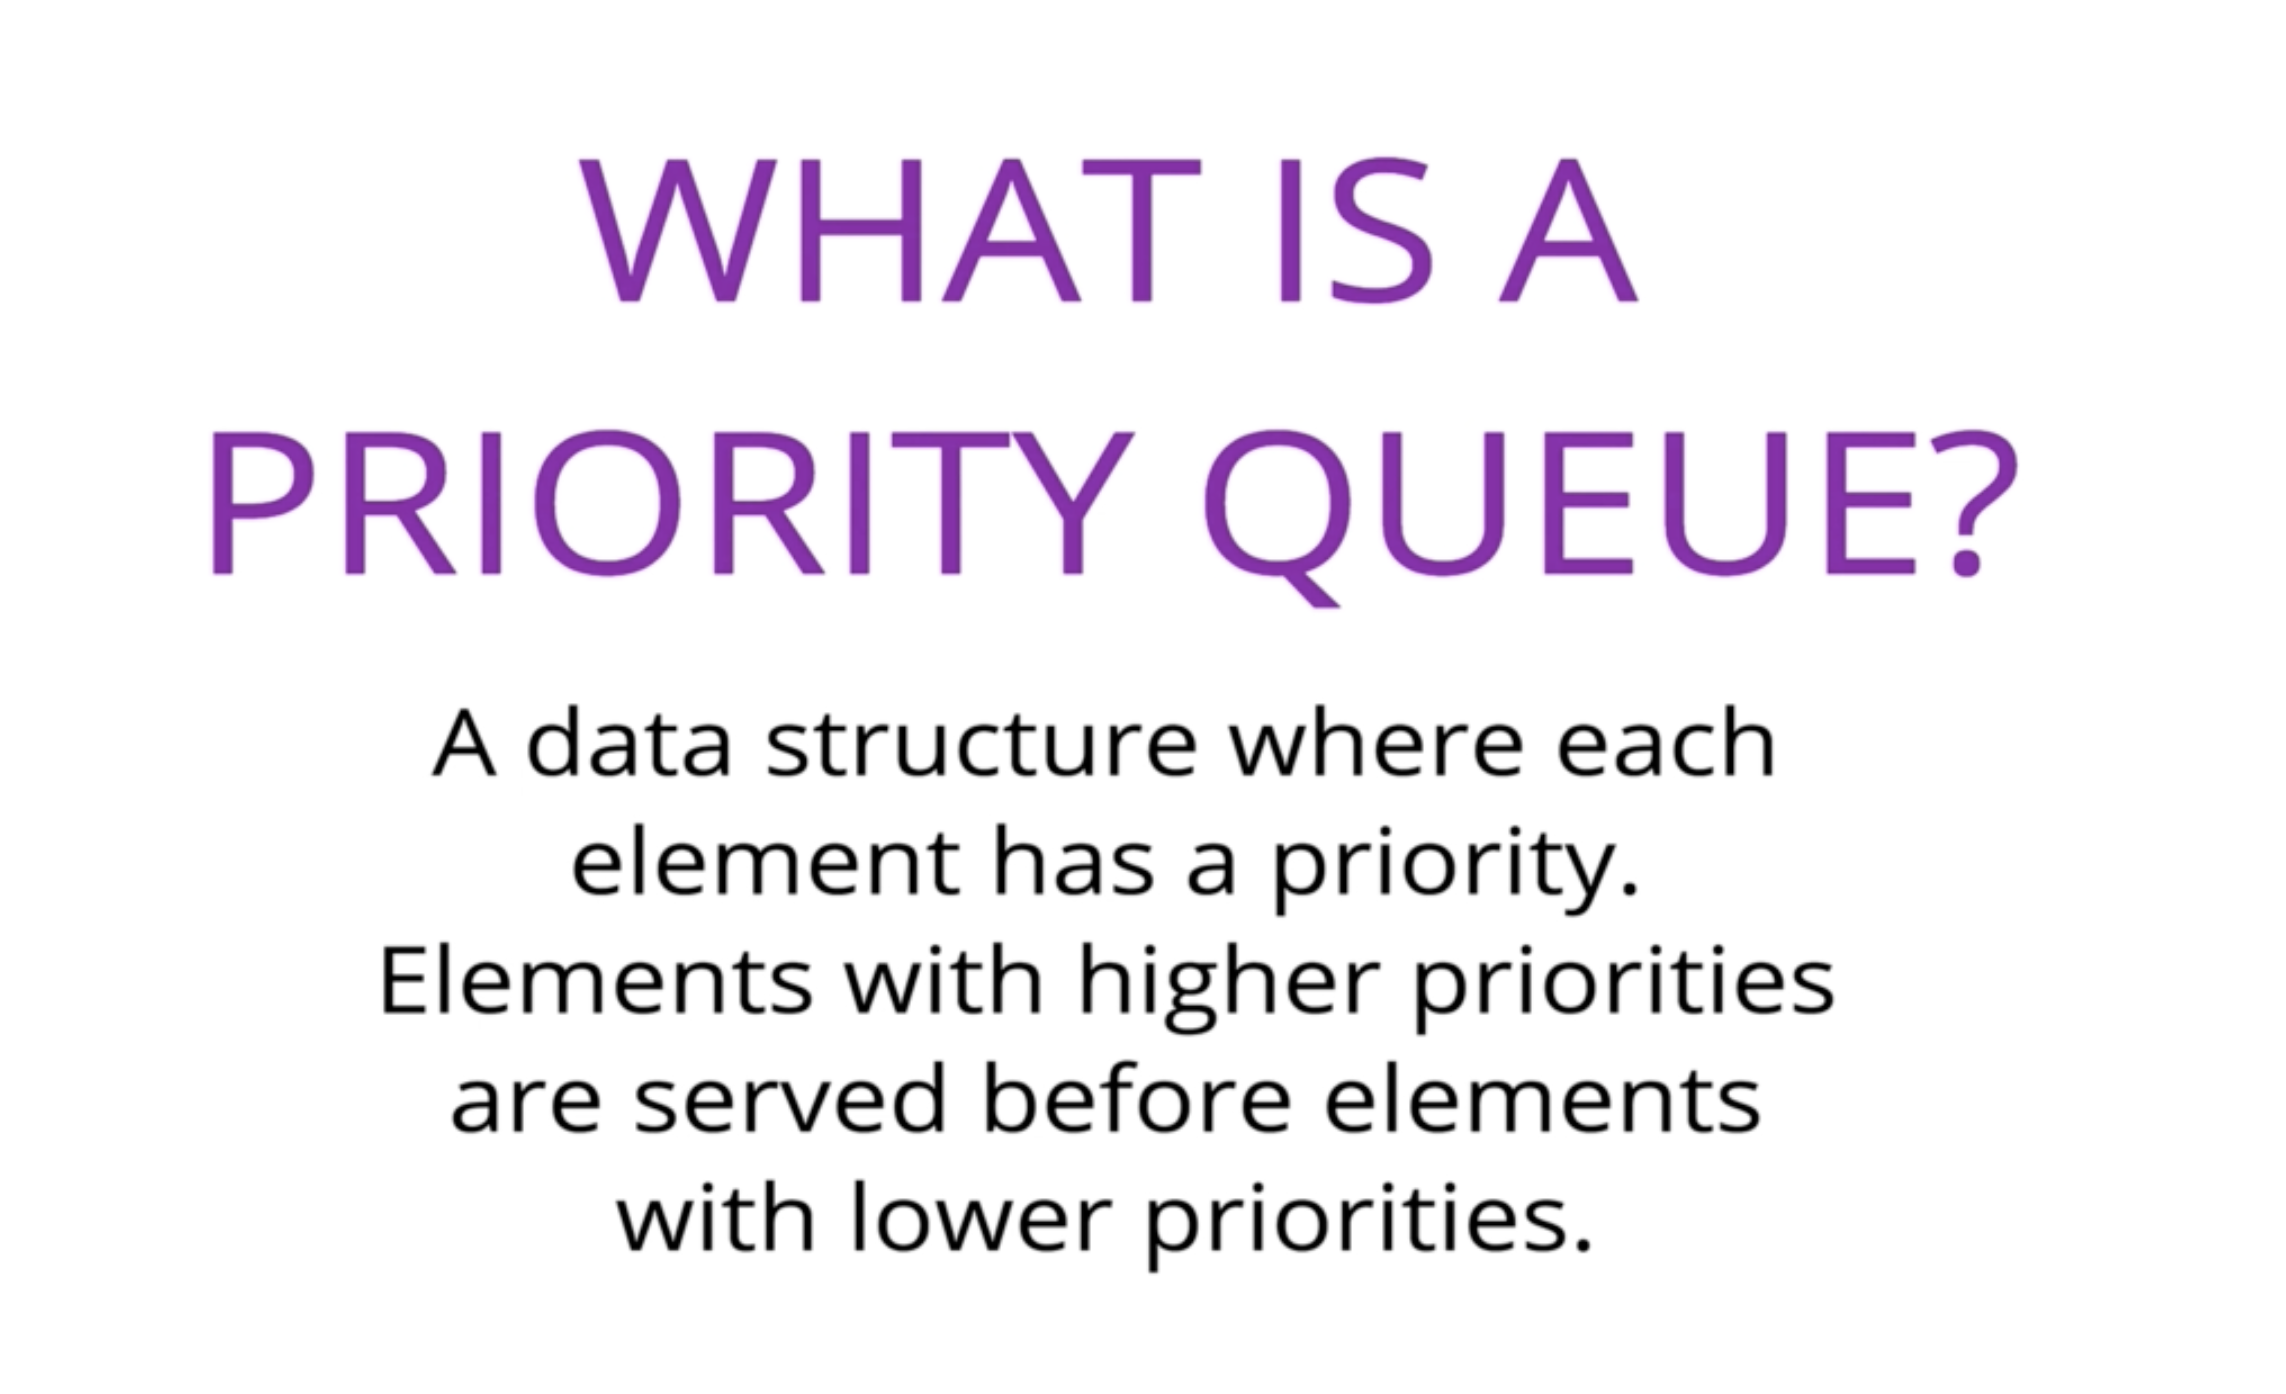 WHAT IS A
PRIORITY QUEUE?
A data structure where each
element has a priority.
Elements with higher priorities
are served before elements
with lower priorities.